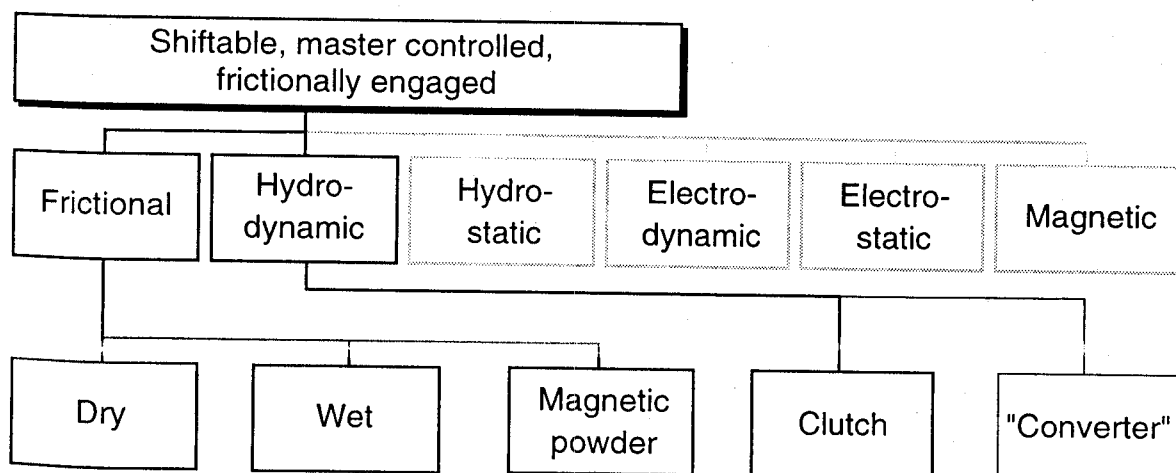 Shiftable, master controlled,
frictionally engaged
Frictional
Hydro-
dynamic
Hydro-
static
Electro-
dynamic
Electro-
static
Magnetic
Dry
Wet
Magnetic
powder
Clutch
"Converter"